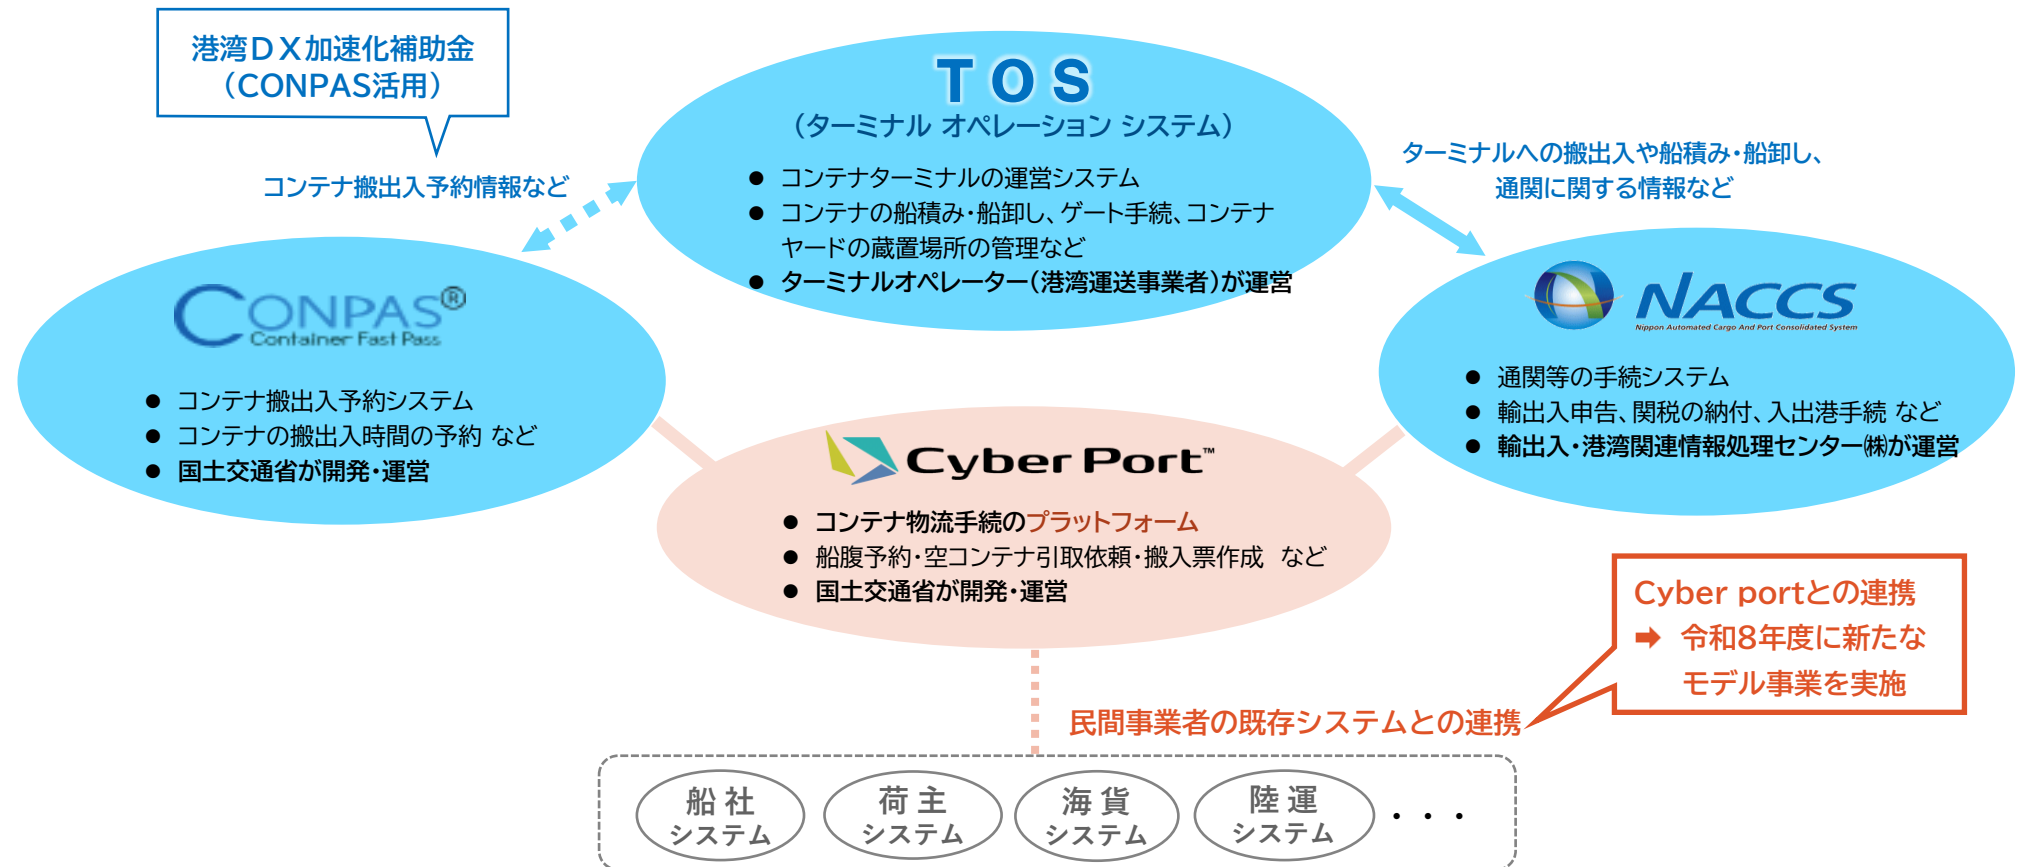 港湾DX加速化補助金
(CONPAS活用)
TOS
(ターミナル オペレーション システム)
● コンテナターミナルの運営システム
● コンテナの船積み・船卸し、ゲート手続、コンテナ
ヤードの蔵置場所の管理など
● ターミナルオペレーター(港湾運送事業者)が運営
コンテナ搬出入予約情報など
ターミナルへの搬出入や船積み・船卸し、
通関に関する情報など
CONPAS®
Container Fast Pass
● コンテナ搬出入予約システム
● コンテナの搬出入時間の予約 など
● 国土交通省が開発・運営
NACCS
Nippon Automated Cargo And Port Consolidated System
● 通関等の手続システム
● 輸出入申告、関税の納付、入出港手続 など
● 輸出入・港湾関連情報処理センター㈱が運営
Cyber Port™
● コンテナ物流手続のプラットフォーム
● 船腹予約・空コンテナ引取依頼・搬入票作成 など
● 国土交通省が開発・運営
Cyber portとの連携
➡ 令和8年度に新たな
モデル事業を実施
民間事業者の既存システムとの連携
船社
システム
荷主
システム
海貨
システム
陸運
システム
・・・